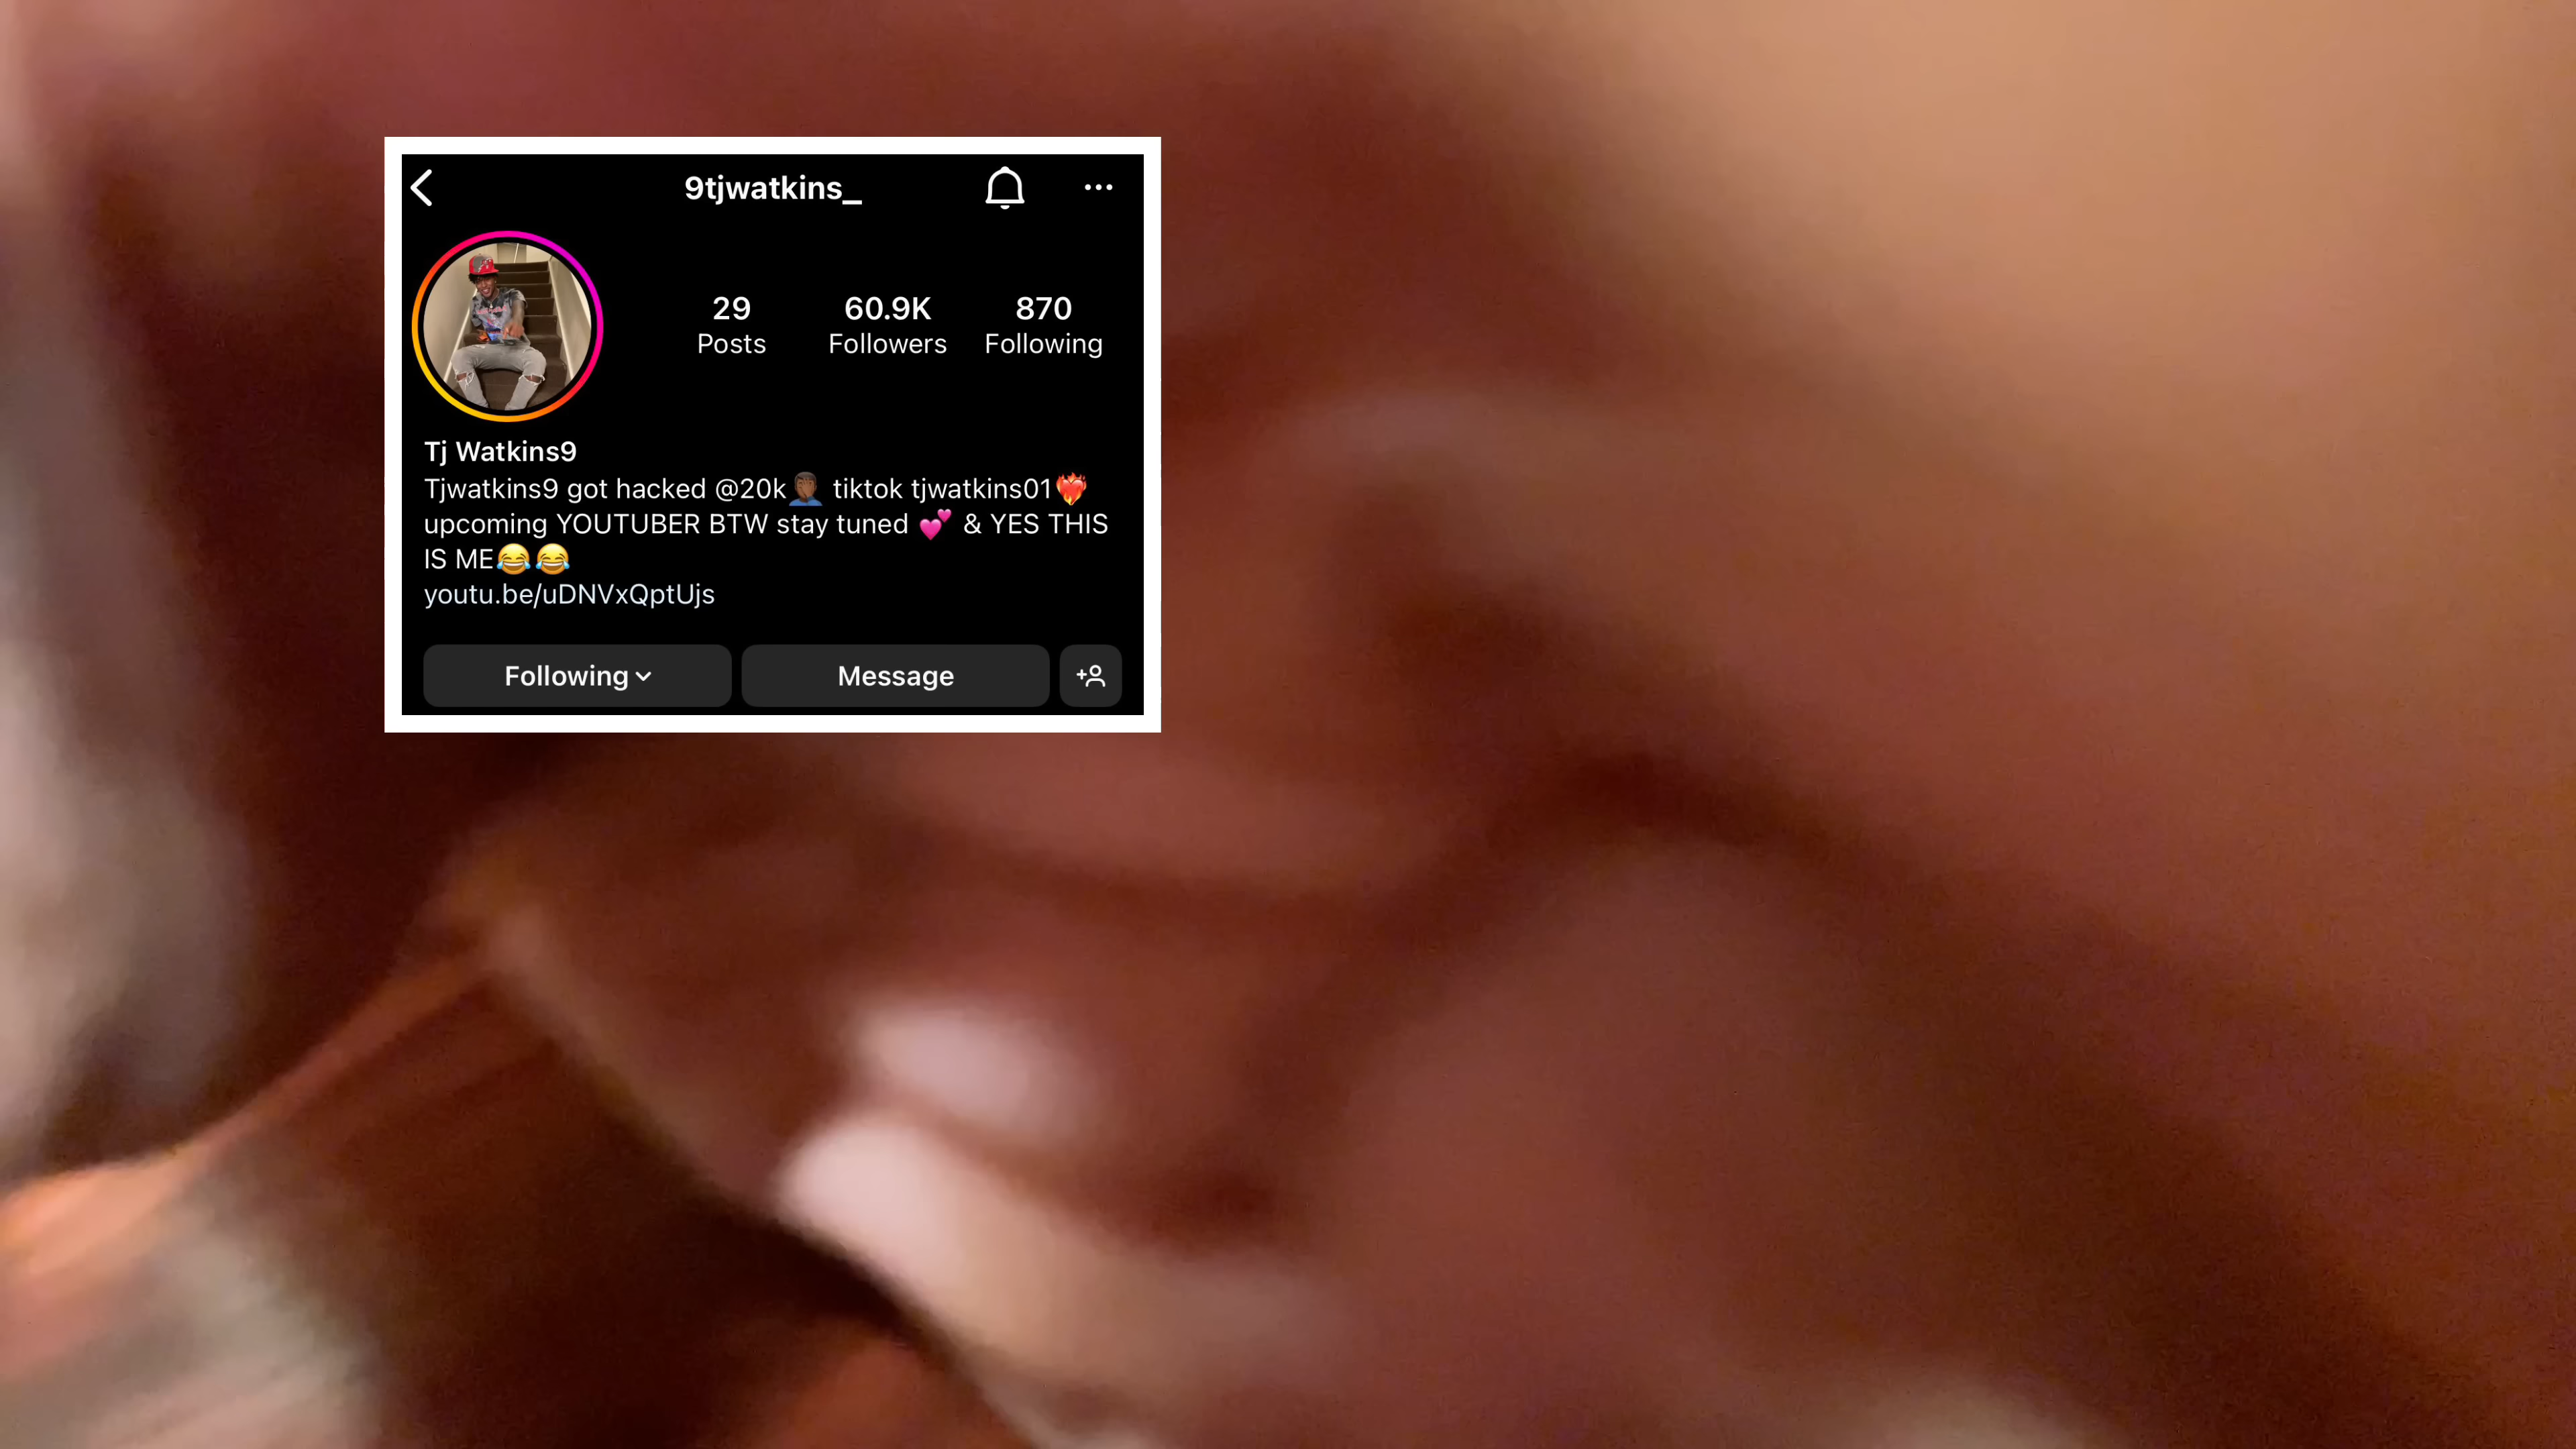 9tjwatkins_
29 60.9K 870
Posts Followers Following
Tj Watkins9
Tjwatkins9 got hacked @20k🤦🏾‍♂️ tiktok tjwatkins01❤️‍🔥
upcoming YOUTUBER BTW stay tuned 💕 & YES THIS
IS ME😂😂
youtu.be/uDNVxQptUjs
Following Message